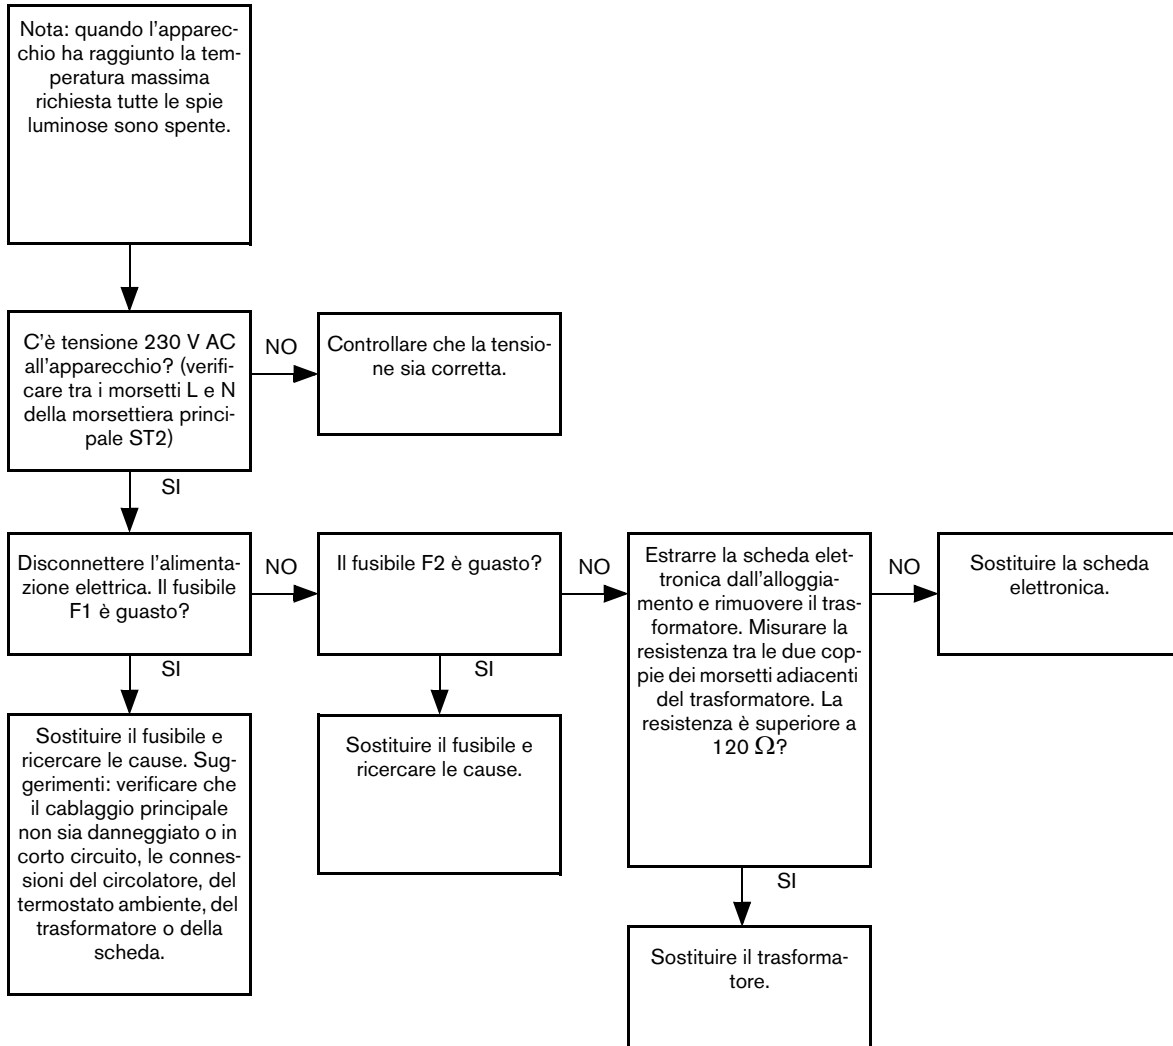 Nota: quando l'apparec-
chio ha raggiunto la tem-
peratura massima
richiesta tutte le spie
luminose sono spente.
C'è tensione 230 V AC
all'apparecchio? (verifi-
care tra i morsetti L e N
della morsettiera princi-
pale ST2)
NO
Controllare che la tensio-
ne sia corretta.
SI
Disconnettere l'alimenta-
zione elettrica. Il fusibile
F1 è guasto?
NO
Il fusibile F2 è guasto?
NO
Estrarre la scheda elet-
tronica dall'alloggia-
mento e rimuovere il tras-
formatore. Misurare la
resistenza tra le due cop-
pie dei morsetti adiacenti
del trasformatore. La
resistenza è superiore a
120 Ω?
NO
Sostituire la scheda
elettronica.
SI
Sostituire il fusibile e
ricercare le cause. Sug-
gerimenti: verificare che
il cablaggio principale
non sia danneggiato o in
corto circuito, le connes-
sioni del circolatore, del
termostato ambiente, del
trasformatore o della
scheda.
SI
Sostituire il fusibile e
ricercare le cause.
SI
Sostituire il trasforma-
tore.